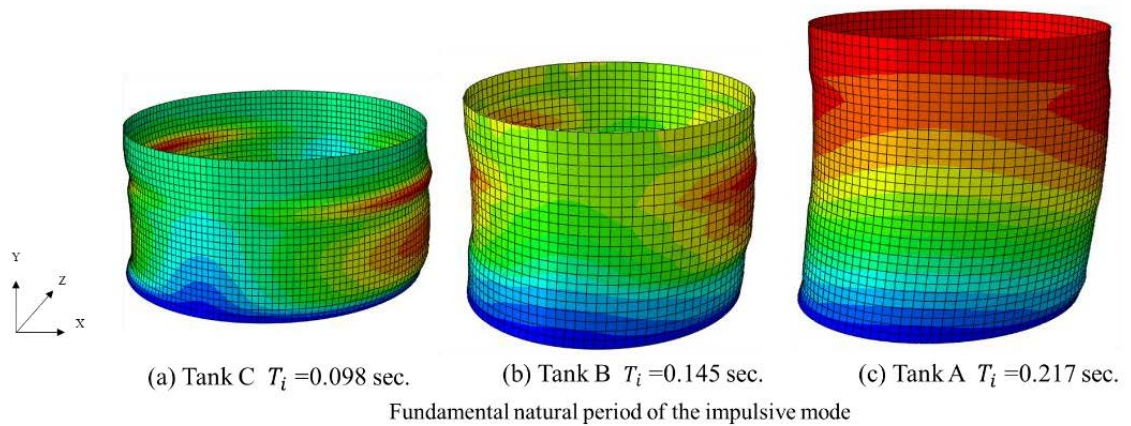 Y
Z
X
(a) Tank C T_i =0.098 sec.
(b) Tank B T_i =0.145 sec.
(c) Tank A T_i =0.217 sec.
Fundamental natural period of the impulsive mode